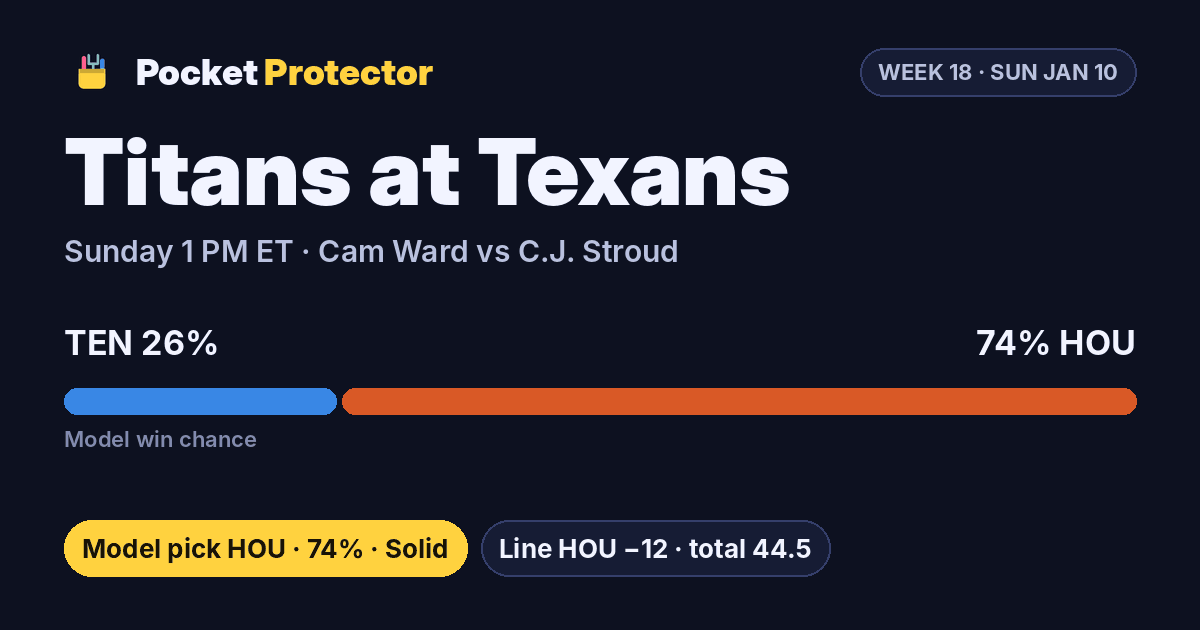 Pocket Protector
WEEK 18 · SUN JAN 10
Titans at Texans
Sunday 1 PM ET · Cam Ward vs C.J. Stroud
TEN 26%
74% HOU
Model win chance
Model pick HOU · 74% · Solid
Line HOU −12 · total 44.5